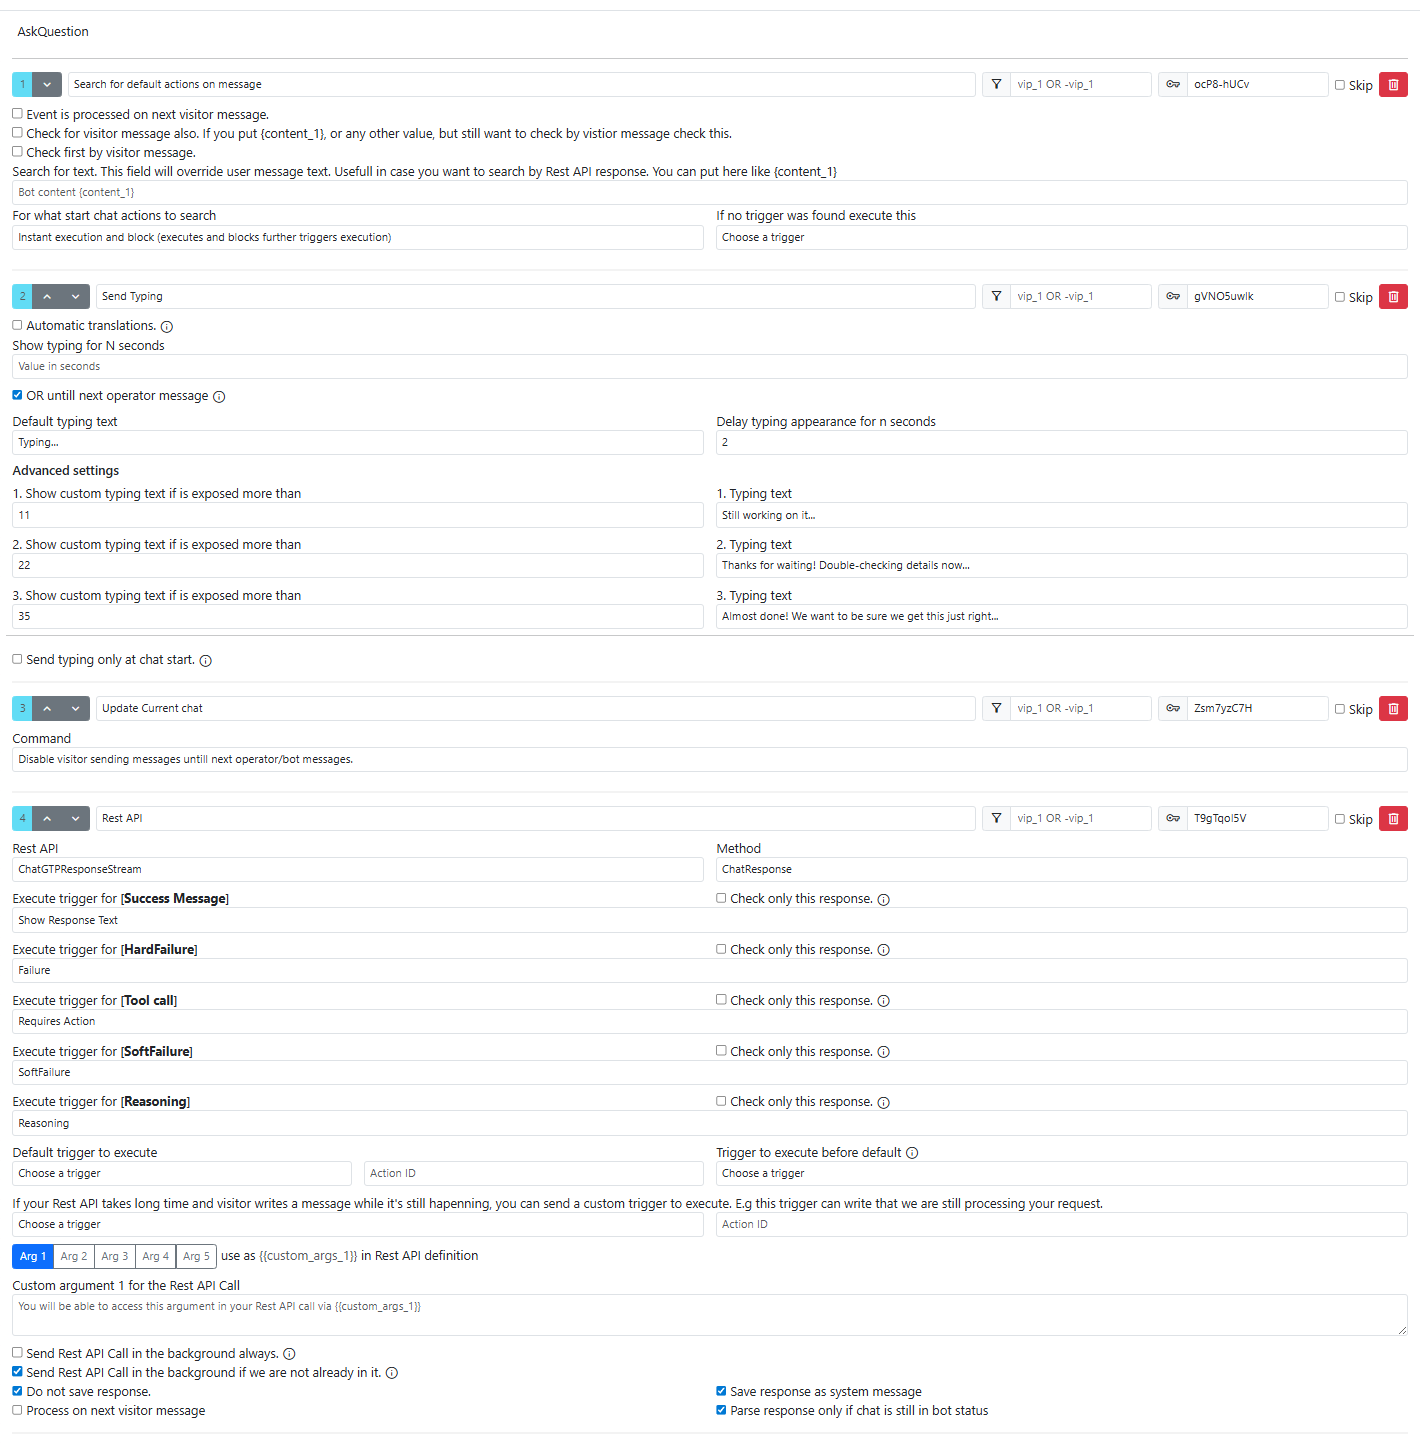 AskQuestion
1 Search for default actions on message vip_1 OR -vip_1 ocP8-hUCv Skip
Event is processed on next visitor message.
Check for visitor message also. If you put {content_1}, or any other value, but still want to check by vistior message check this.
Check first by visitor message.
Search for text. This field will override user message text. Usefull in case you want to search by Rest API response. You can put here like {content_1}
Bot content {content_1}
For what start chat actions to search If no trigger was found execute this
Instant execution and block (executes and blocks further triggers execution) Choose a trigger
2 Send Typing vip_1 OR -vip_1 gVNO5uwlk Skip
Automatic translations.
Show typing for N seconds
Value in seconds
OR untill next operator message
Default typing text Delay typing appearance for n seconds
Typing... 2
Advanced settings
1. Show custom typing text if is exposed more than 1. Typing text
11 Still working on it...
2. Show custom typing text if is exposed more than 2. Typing text
22 Thanks for waiting! Double-checking details now...
3. Show custom typing text if is exposed more than 3. Typing text
35 Almost done! We want to be sure we get this just right...
Send typing only at chat start.
3 Update Current chat vip_1 OR -vip_1 Zsm7yzC7H Skip
Command
Disable visitor sending messages untill next operator/bot messages.
4 Rest API vip_1 OR -vip_1 T9gTqol5V Skip
Rest API Method
ChatGTPResponseStream ChatResponse
Execute trigger for [Success Message] Check only this response.
Show Response Text
Execute trigger for [HardFailure] Check only this response.
Failure
Execute trigger for [Tool call] Check only this response.
Requires Action
Execute trigger for [SoftFailure] Check only this response.
SoftFailure
Execute trigger for [Reasoning] Check only this response.
Reasoning
Default trigger to execute Trigger to execute before default
Choose a trigger Action ID Choose a trigger
If your Rest API takes long time and visitor writes a message while it's still hapenning, you can send a custom trigger to execute. E.g this trigger can write that we are still processing your request.
Choose a trigger Action ID
Arg 1 Arg 2 Arg 3 Arg 4 Arg 5 use as {{custom_args_1}} in Rest API definition
Custom argument 1 for the Rest API Call
You will be able to access this argument in your Rest API call via {{custom_args_1}}
Send Rest API Call in the background always.
Send Rest API Call in the background if we are not already in it.
Do not save response. Save response as system message
Process on next visitor message Parse response only if chat is still in bot status